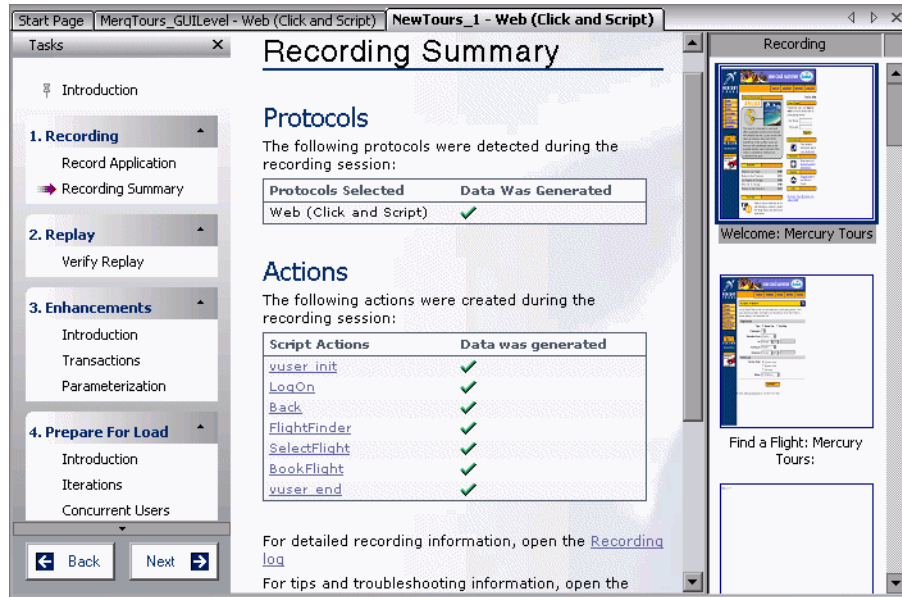 Start Page
MerqTours_GUILevel - Web (Click and Script)
NewTours_1 - Web (Click and Script)
Tasks
Introduction
1. Recording
Record Application
Recording Summary
2. Replay
Verify Replay
3. Enhancements
Introduction
Transactions
Parameterization
4. Prepare For Load
Introduction
Iterations
Concurrent Users
Back
Next
Recording Summary
Protocols
The following protocols were detected during the
recording session:
Protocols Selected Data Was Generated
Web (Click and Script)
Actions
The following actions were created during the
recording session:
Script Actions Data was generated
vuser_init
LogOn
Back
FlightFinder
SelectFlight
BookFlight
vuser_end
For detailed recording information, open the Recording
log
For tips and troubleshooting information, open the
Recording
Welcome: Mercury Tours
Find a Flight: Mercury
Tours: